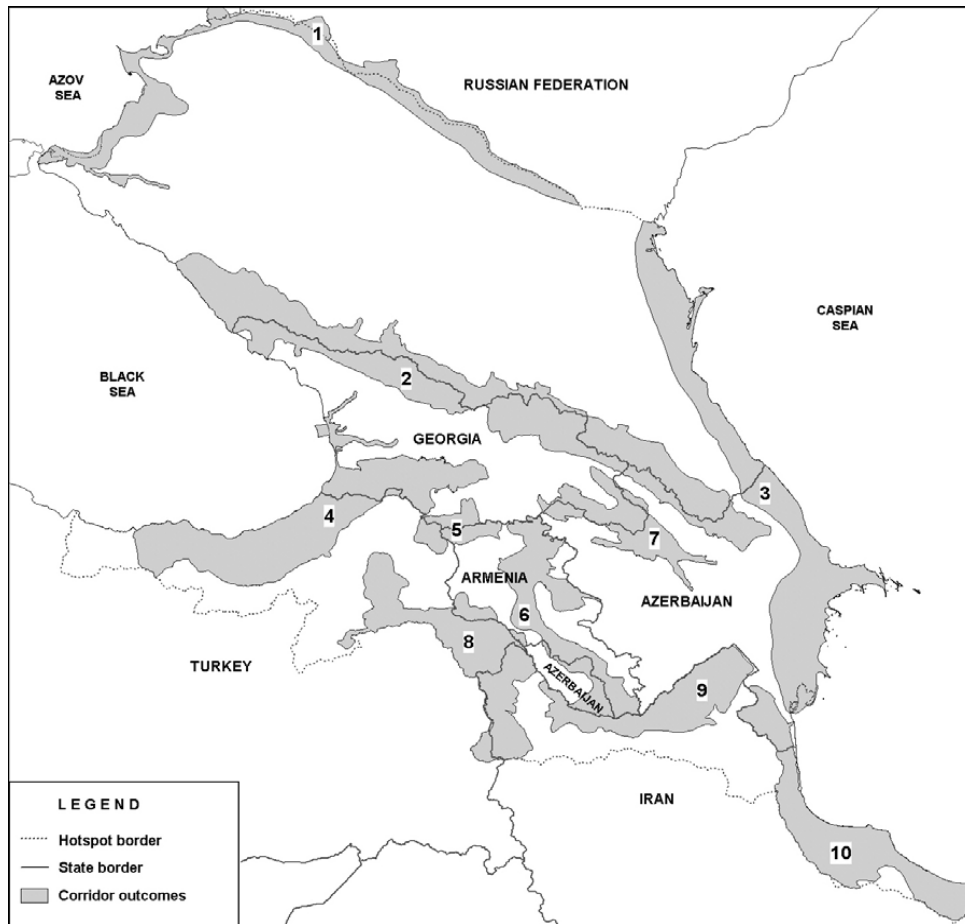 1
AZOV
SEA
RUSSIAN FEDERATION
CASPIAN
SEA
BLACK
SEA
2
GEORGIA
3
4
5
7
ARMENIA
AZERBAIJAN
6
8
TURKEY
AZERBAIJAN
9
IRAN
10
LEGEND
Hotspot border
State border
Corridor outcomes